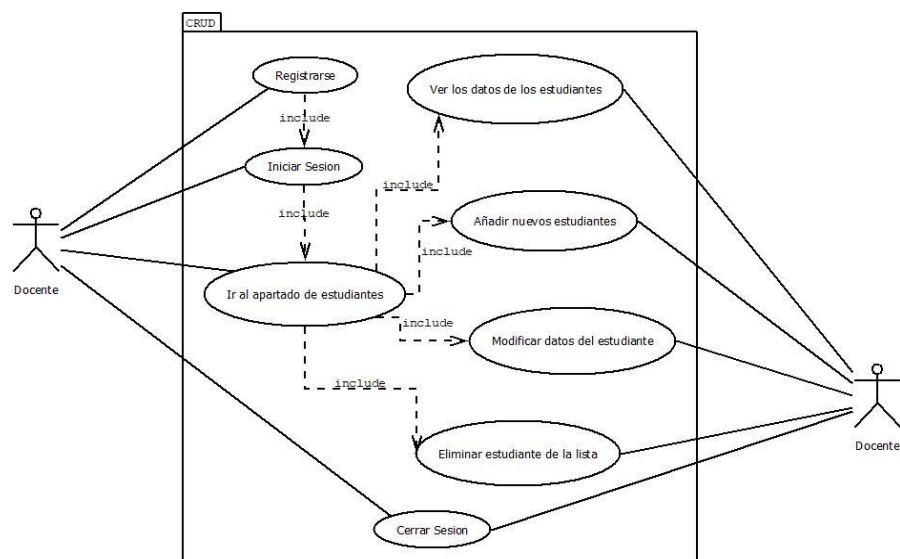 CRUD
Registrarse
Ver los datos de los estudiantes
include
Iniciar Sesion
include
include
Añadir nuevos estudiantes
include
Docente
Ir al apartado de estudiantes
include
Modificar datos del estudiante
include
Docente
Eliminar estudiante de la lista
Cerrar Sesion